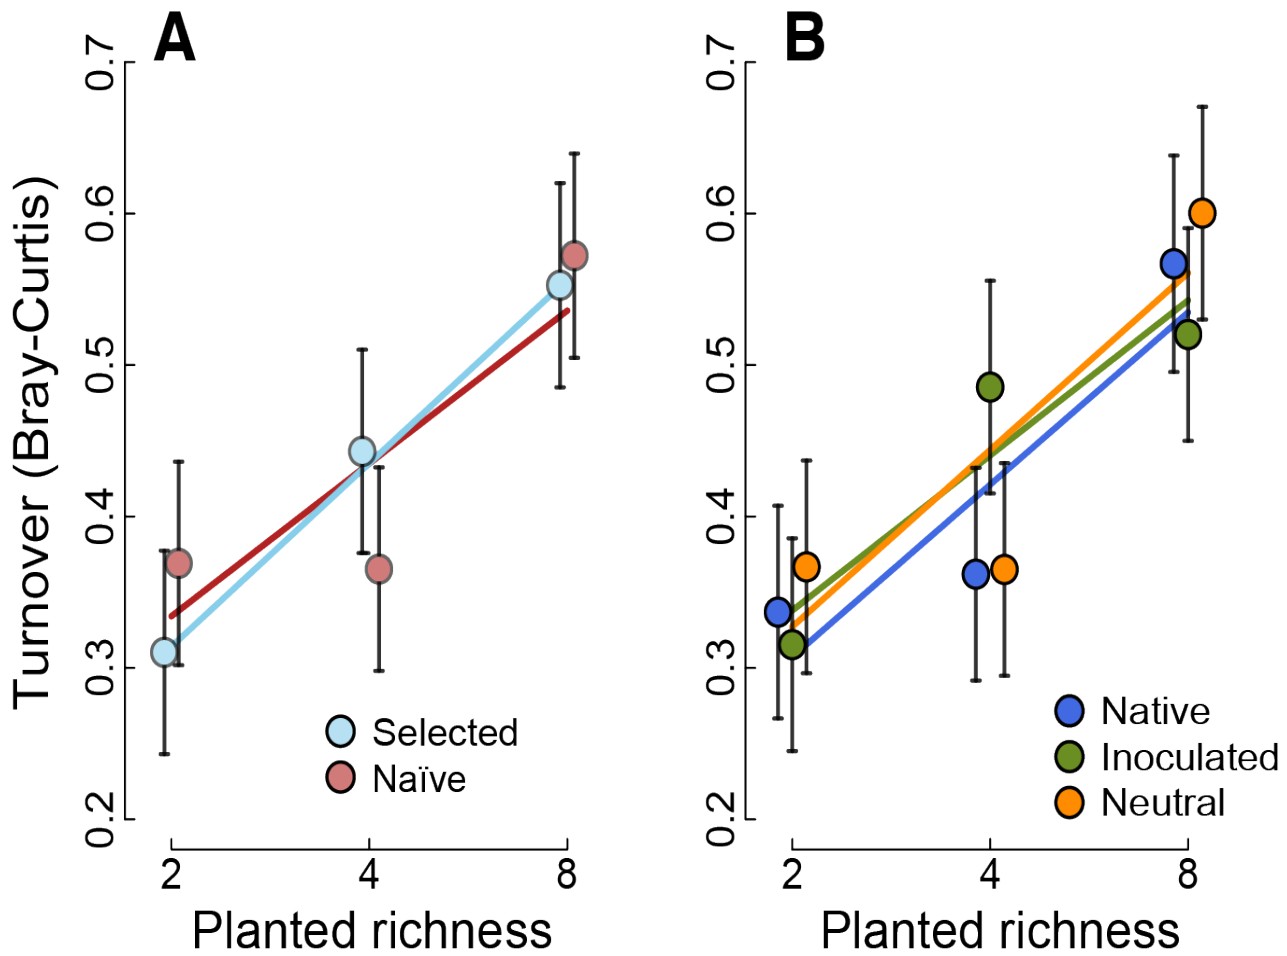 A
B
Turnover (Bray-Curtis)
0.7
0.6
0.5
0.4
0.3
0.2
2 4 8
Planted richness
Selected
Naïve
0.7
0.6
0.5
0.4
0.3
0.2
2 4 8
Planted richness
Native
Inoculated
Neutral